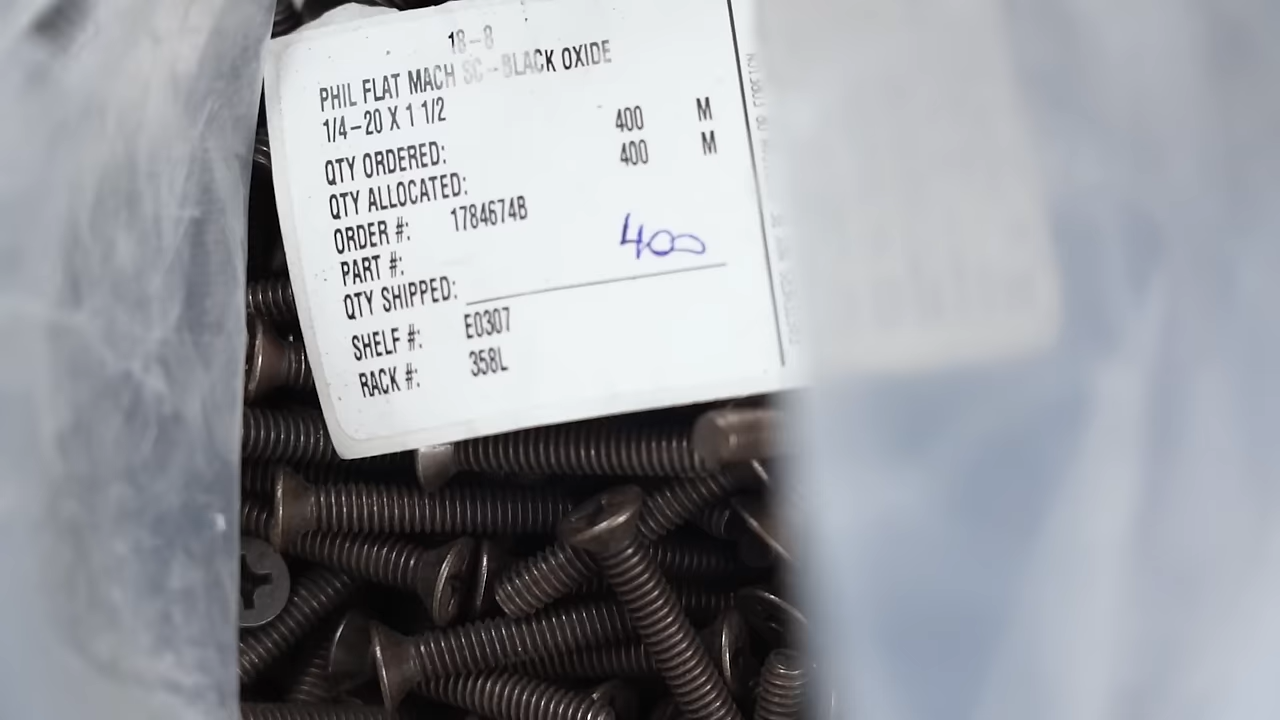 18-8
PHIL FLAT MACH SC-BLACK OXIDE
1/4-20 X 1 1/2
QTY ORDERED: 400 M
QTY ALLOCATED: 400 M
ORDER #: 1784674B
PART #:
QTY SHIPPED: 400
SHELF #: E0307
RACK #: 358L